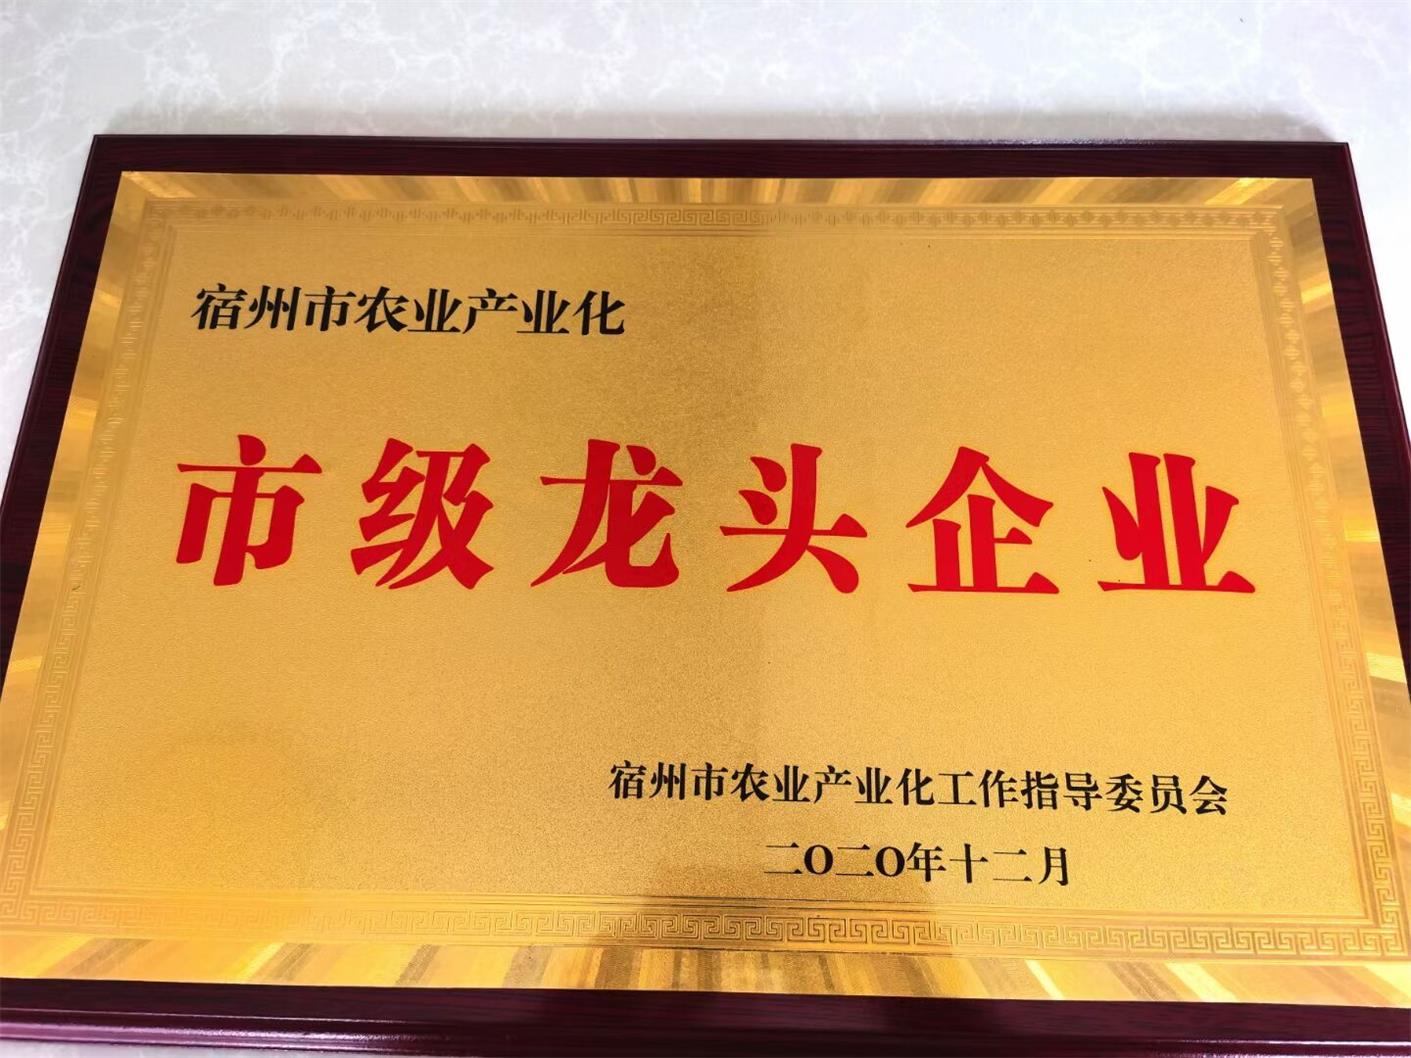 宿州市农业产业化
市级龙头企业
宿州市农业产业化工作指导委员会
二〇二〇年十二月